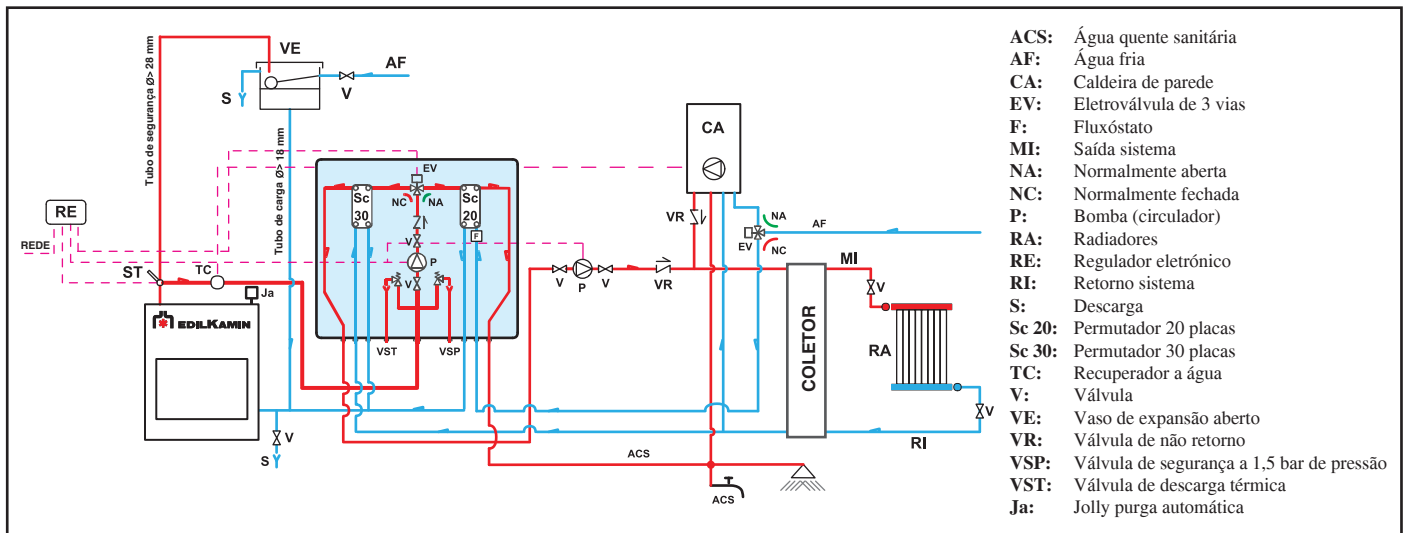 Tubo de segurança Ø> 28 mm
VE
AF
V
S
Tubo de carga Ø> 18 mm
RE
REDE
ST
TC
Ja
EDILKAMIN
V
S
EV
Sc 30
NC
NA
Sc 20
F
V
P
V
VST
VSP
CA
VR
NA
EV
NC
AF
V
P
V
VR
MI
V
COLETOR
RA
V
RI
ACS
ACS
ACS: Água quente sanitária
AF: Água fria
CA: Caldeira de parede
EV: Eletroválvula de 3 vias
F: Fluxóstato
MI: Saída sistema
NA: Normalmente aberta
NC: Normalmente fechada
P: Bomba (circulador)
RA: Radiadores
RE: Regulador eletrónico
RI: Retorno sistema
S: Descarga
Sc 20: Permutador 20 placas
Sc 30: Permutador 30 placas
TC: Recuperador a água
V: Válvula
VE: Vaso de expansão aberto
VR: Válvula de não retorno
VSP: Válvula de segurança a 1,5 bar de pressão
VST: Válvula de descarga térmica
Ja: Jolly purga automática